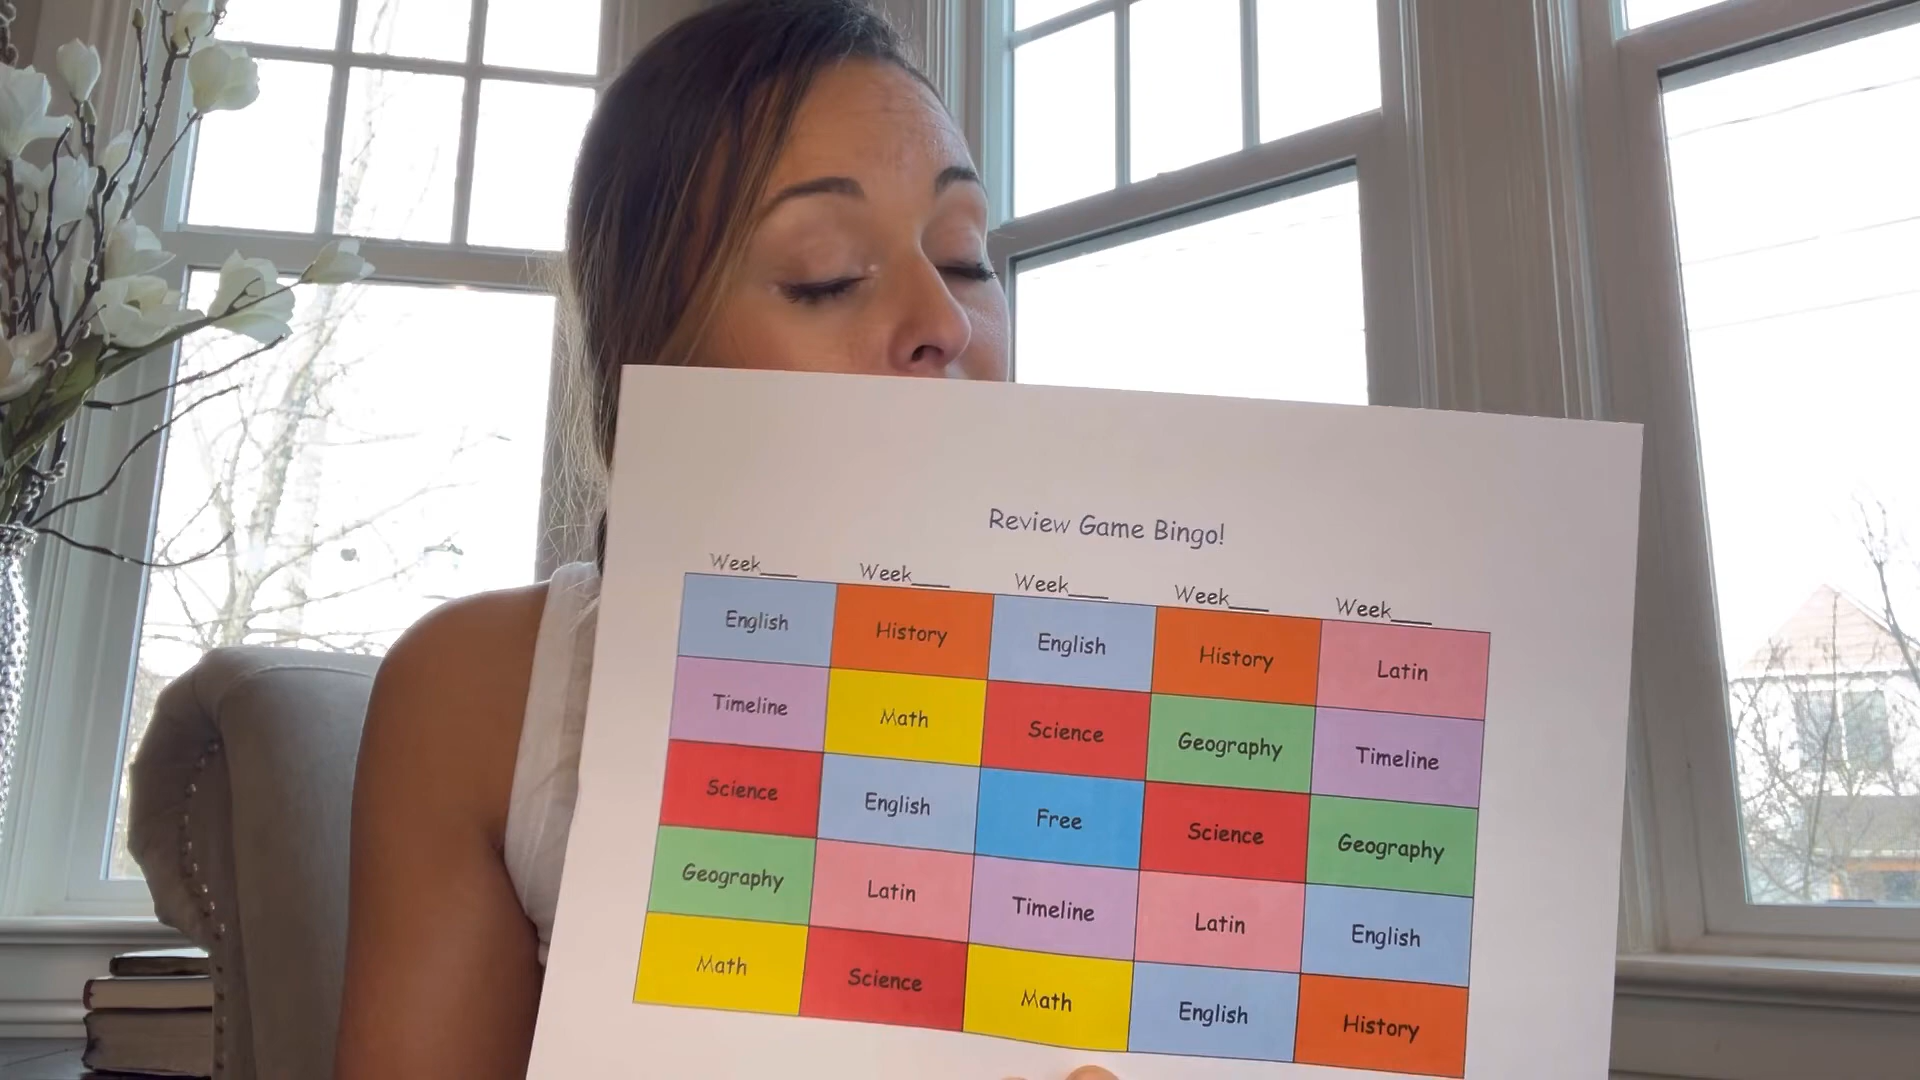 Review Game Bingo!
Week___ Week___ Week___ Week___ Week___
English History English History Latin
Timeline Math Science Geography Timeline
Science English Free Science Geography
Geography Latin Timeline Latin English
Math Science Math English History